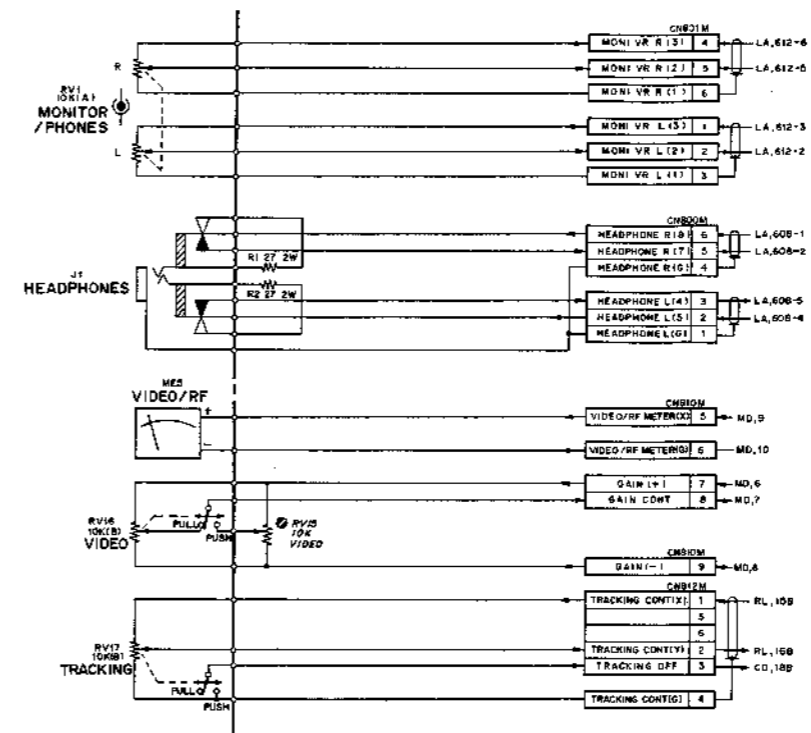 CN801M
MONI VR R(3) 4 LA,612-6
R MONI VR R(2) 5 LA,612-5
RV1
10K(A)
MONITOR
/PHONES
MONI VR R(1) 6
MONI VR L(3) 1 LA,612-3
L MONI VR L(2) 2 LA,612-2
MONI VR L(1) 3
CN800M
HEADPHONE R(8) 6 LA,608-1
HEADPHONE R(7) 5 LA,608-2
R1 27 2W
HEADPHONE R(G) 4
J1
HEADPHONES
R2 27 2W
HEADPHONE L(4) 3 LA,608-5
HEADPHONE L(5) 2 LA,608-4
HEADPHONE L(G) 1
ME5
VIDEO/RF
CN810M
+ VIDEO/RF METER(X) 5 MD,9
- VIDEO/RF METER(G) 6 MD,10
GAIN(+) 7 MD,6
GAIN CONT 8 MD,7
RV16
10K(B)
VIDEO
PULL
PUSH
RV15
10K
VIDEO
CN810M
GAIN(-) 9 MD,8
CN812M
TRACKING CONT(X) 1 RL,15B
5
6
RV17
10K(B)
TRACKING
TRACKING CONT(Y) 2 RL,16B
TRACKING OFF 3 CD,18B
PULL
PUSH
TRACKING CONT(G) 4